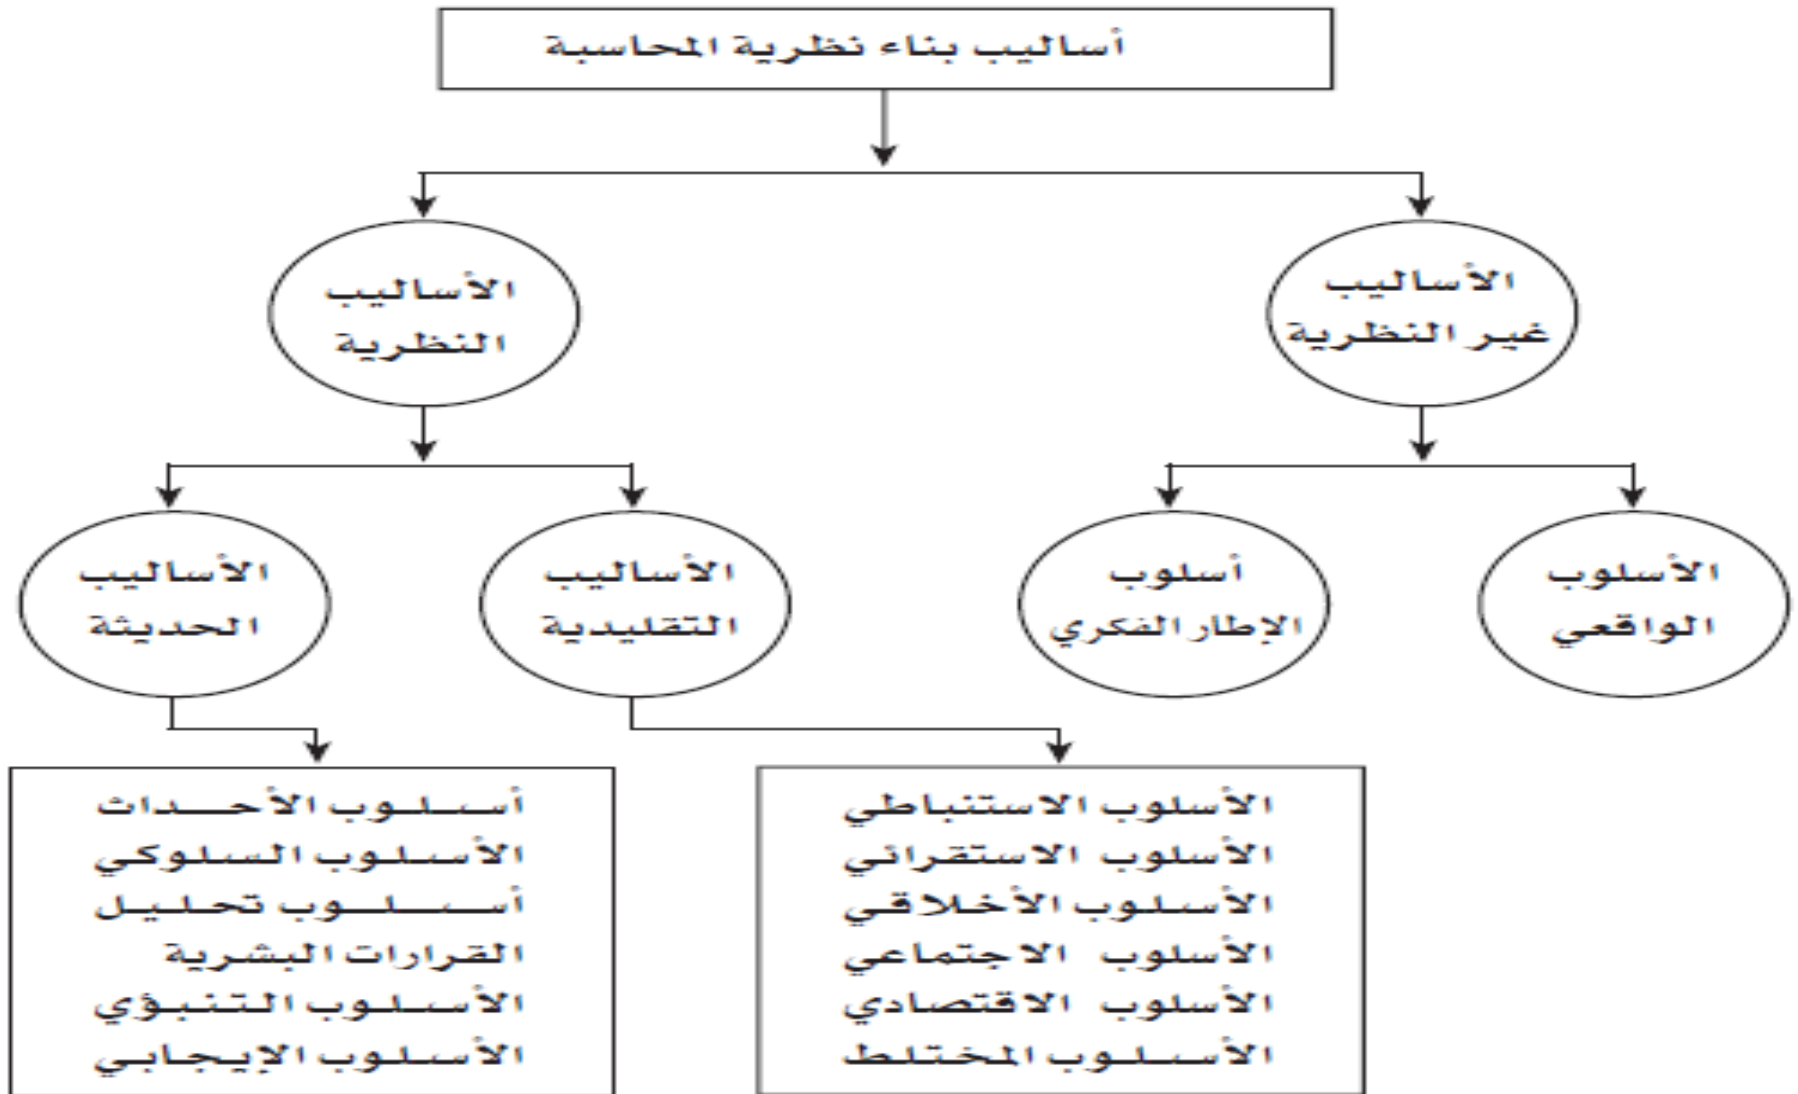 أساليب بناء نظرية المحاسبة
الأساليب
غير النظرية
الأساليب
النظرية
الأسلوب
الواقعي
أسلوب
الإطار الفكري
الأساليب
التقليدية
الأساليب
الحديثة
الأسلوب الاستنباطي
الأسلوب الاستقرائي
الأسلوب الأخلاقي
الأسلوب الاجتماعي
الأسلوب الاقتصادي
الأسلوب المختلط
أسلوب الأحداث
الأسلوب السلوكي
أسلوب تحليل
القرارات البشرية
الأسلوب التنبؤي
الأسلوب الإيجابي